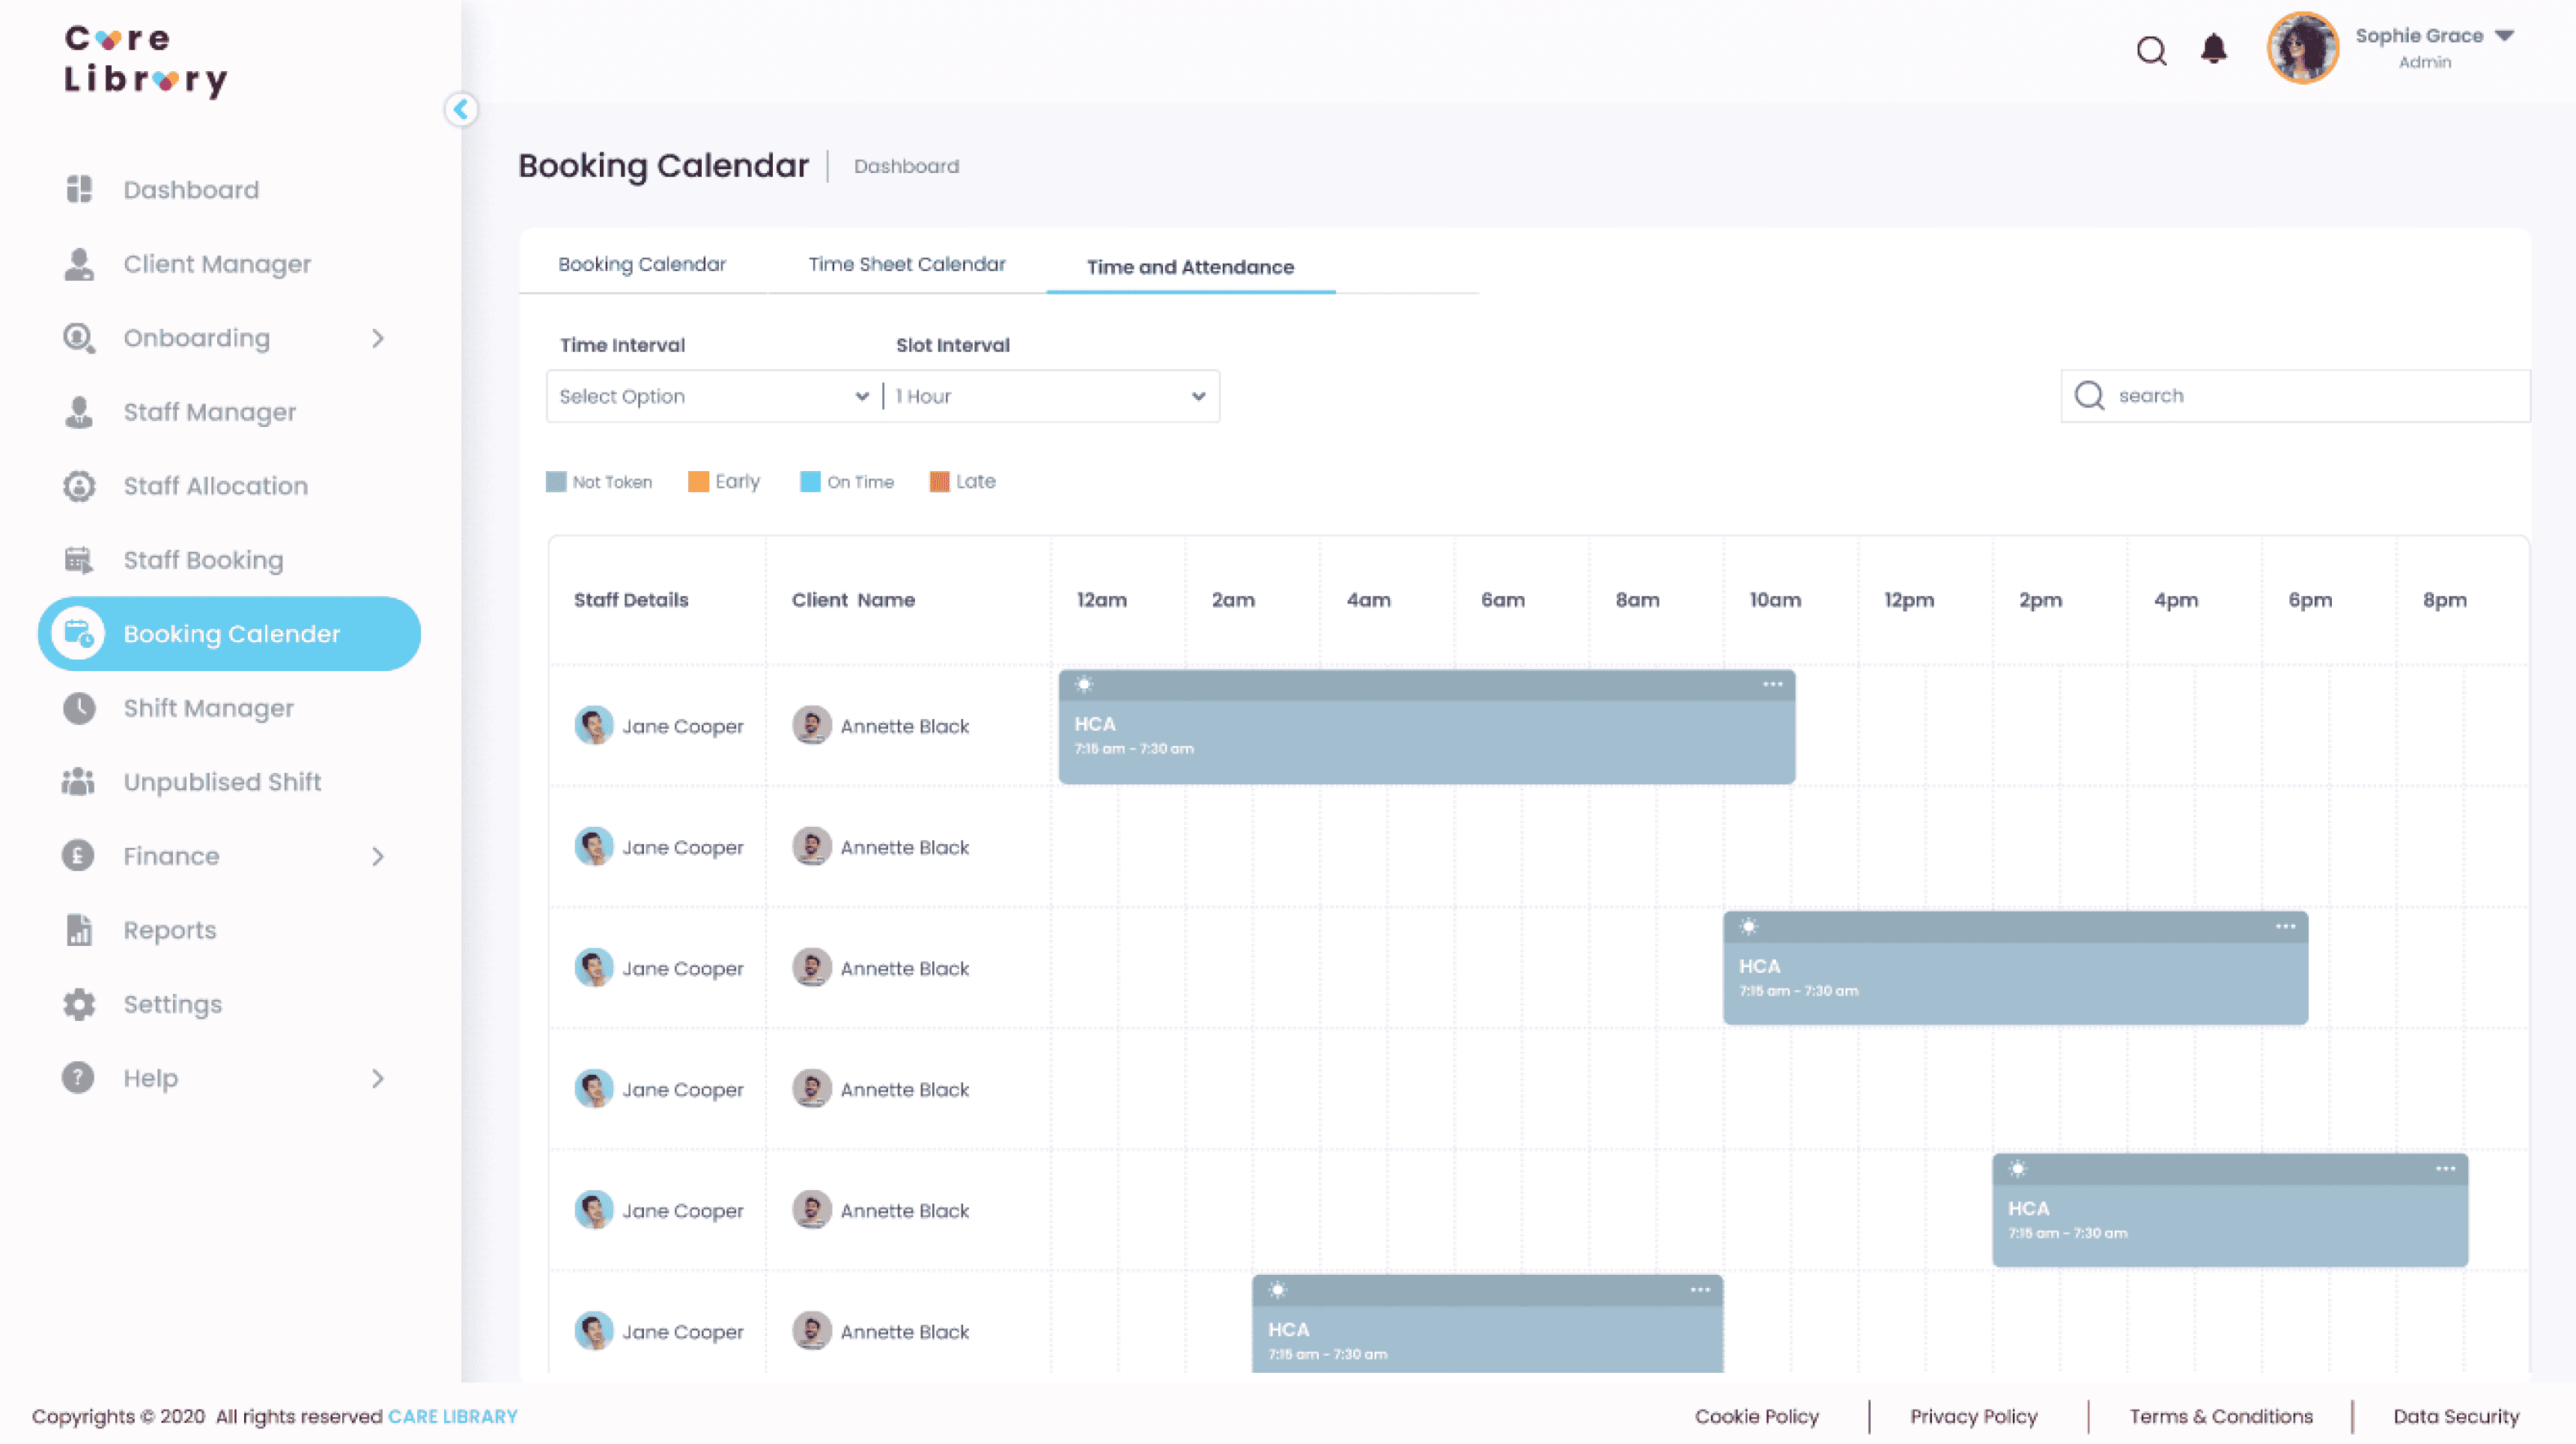 Care
Library
Sophie Grace
Admin
Dashboard
Client Manager
Onboarding
Staff Manager
Staff Allocation
Staff Booking
Booking Calender
Shift Manager
Unpublised Shift
Finance
Reports
Settings
Help
Booking Calendar | Dashboard
Booking Calendar Time Sheet Calendar Time and Attendance
Time Interval Slot Interval
Select Option 1 Hour search
Not Token Early On Time Late
Staff Details Client Name 12am 2am 4am 6am 8am 10am 12pm 2pm 4pm 6pm 8pm
Jane Cooper Annette Black
HCA
7:15 am - 7:30 am
Jane Cooper Annette Black
Jane Cooper Annette Black
HCA
7:15 am - 7:30 am
Jane Cooper Annette Black
Jane Cooper Annette Black
HCA
7:15 am - 7:30 am
Jane Cooper Annette Black
HCA
7:15 am - 7:30 am
Copyrights © 2020 All rights reserved CARE LIBRARY
Cookie Policy | Privacy Policy | Terms & Conditions | Data Security